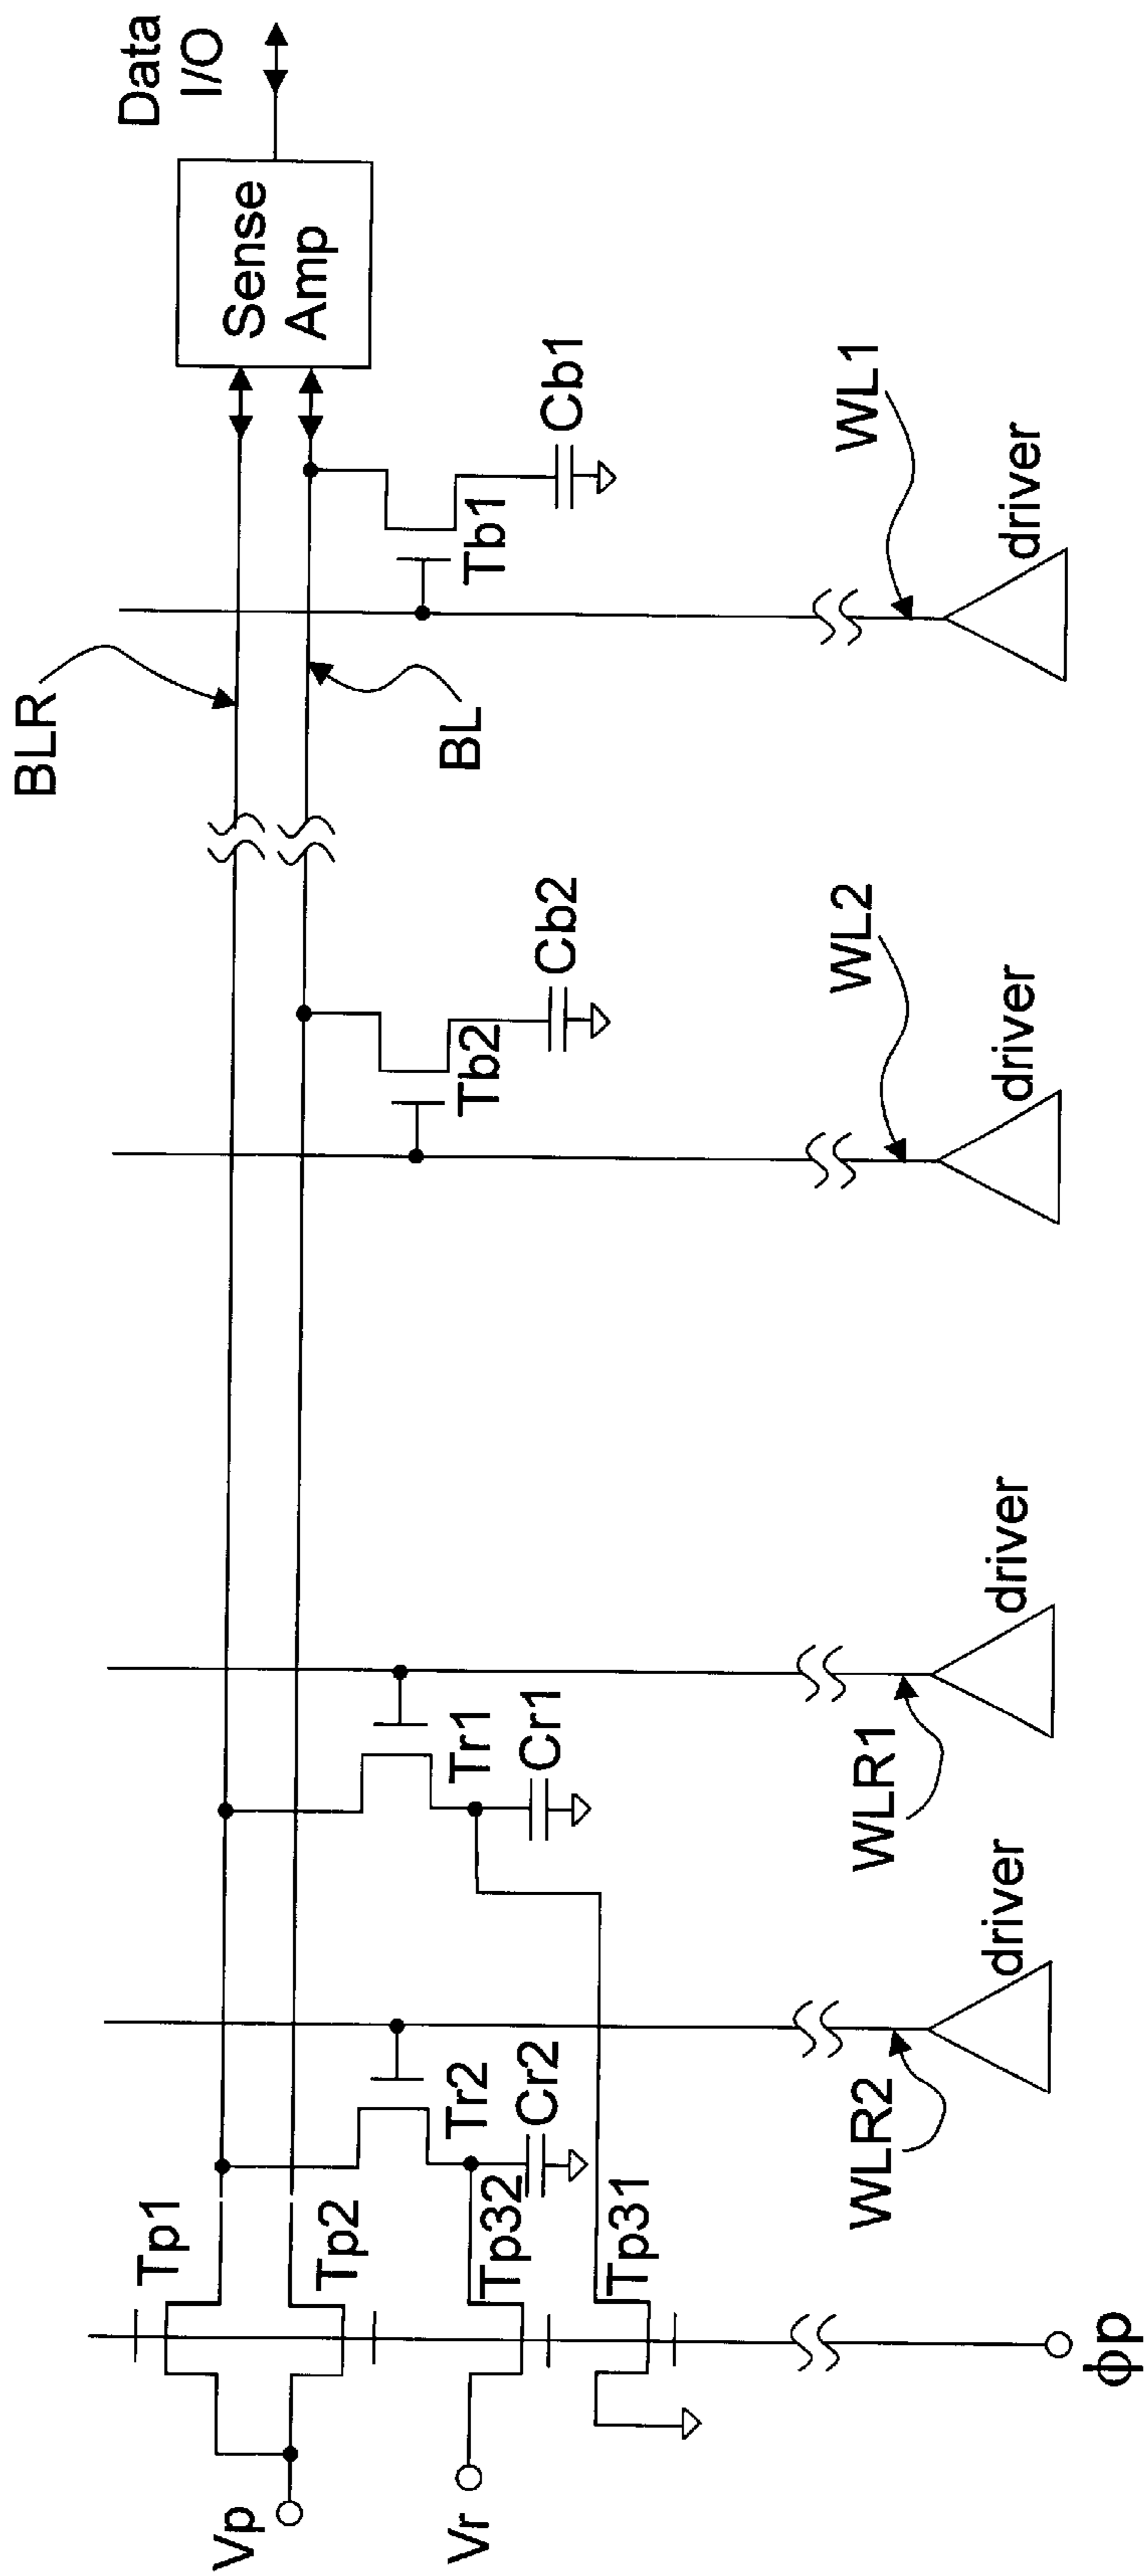 Data
I/O
Sense
Amp
BLR
BL
Tb1
Cb1
WL1
driver
Tb2
Cb2
WL2
driver
Tr1
Cr1
WLR1
driver
Tr2
Cr2
WLR2
driver
Tp1
Tp2
Tp32
Tp31
Vp
Vr
ϕp